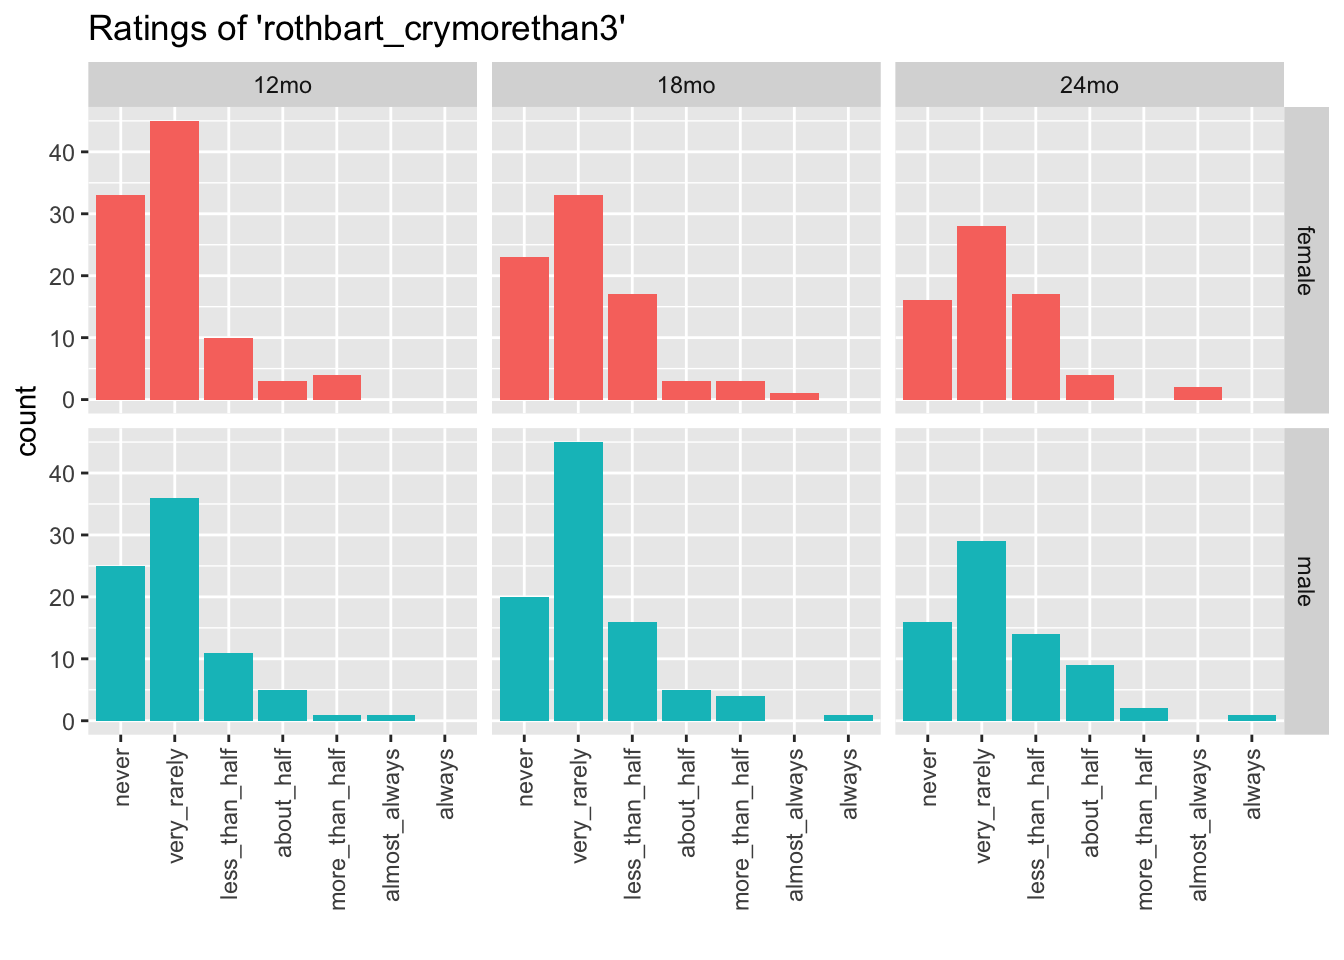 Ratings of 'rothbart_crymorethan3'
12mo 18mo 24mo
40
30
20
10
0
female
count
40
30
20
10
0
male
never very_rarely less_than_half about_half more_than_half almost_always always never very_rarely less_than_half about_half more_than_half almost_always always never very_rarely less_than_half about_half more_than_half almost_always always